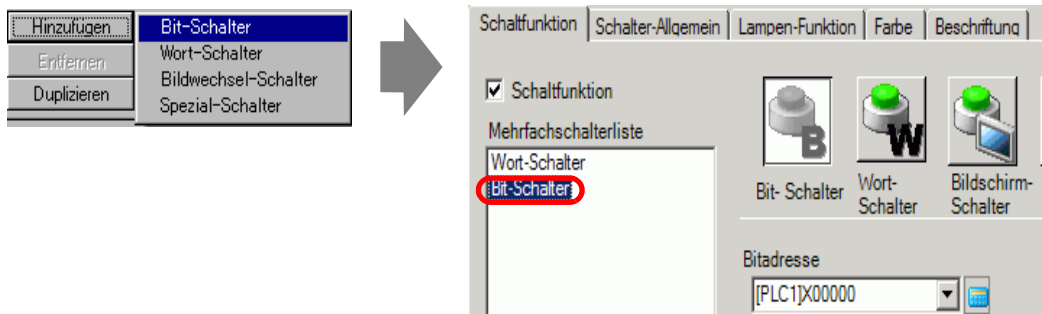 Hinzufügen
Entfernen
Duplizieren
Bit-Schalter
Wort-Schalter
Bildwechsel-Schalter
Spezial-Schalter
Schaltfunktion
Schalter-Allgemein
Lampen-Funktion
Farbe
Beschriftung
Schaltfunktion
Mehrfachschalterliste
Wort-Schalter
Bit-Schalter
B
W
Bit- Schalter
Wort-
Schalter
Bildschirm-
Schalter
Bitadresse
[PLC1]X00000